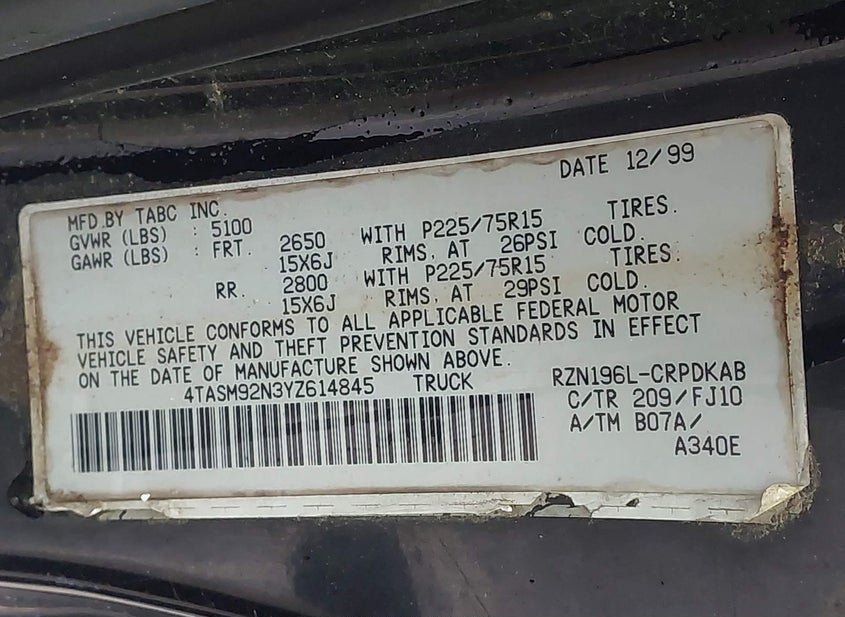 DATE 12/99
MFD.BY TABC INC.
GVWR (LBS) : 5100
GAWR (LBS) : FRT. 2650 WITH P225/75R15 TIRES.
15X6J RIMS, AT 26PSI COLD.
RR. 2800 WITH P225/75R15 TIRES.
15X6J RIMS, AT 29PSI COLD.
THIS VEHICLE CONFORMS TO ALL APPLICABLE FEDERAL MOTOR
VEHICLE SAFETY AND THEFT PREVENTION STANDARDS IN EFFECT
ON THE DATE OF MANUFACTURE SHOWN ABOVE.
4TASM92N3YZ614845 TRUCK RZN196L-CRPDKAB
C/TR 209/FJ10
A/TM B07A/
A340E